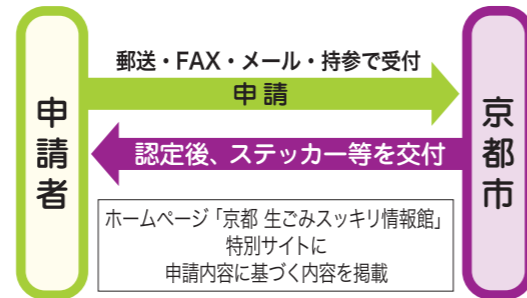 郵送・FAX・メール・持参で受付
申請
申請者
京都市
認定後、ステッカー等を交付
ホームページ「京都 生ごみスッキリ情報館」
特別サイトに
申請内容に基づく内容を掲載